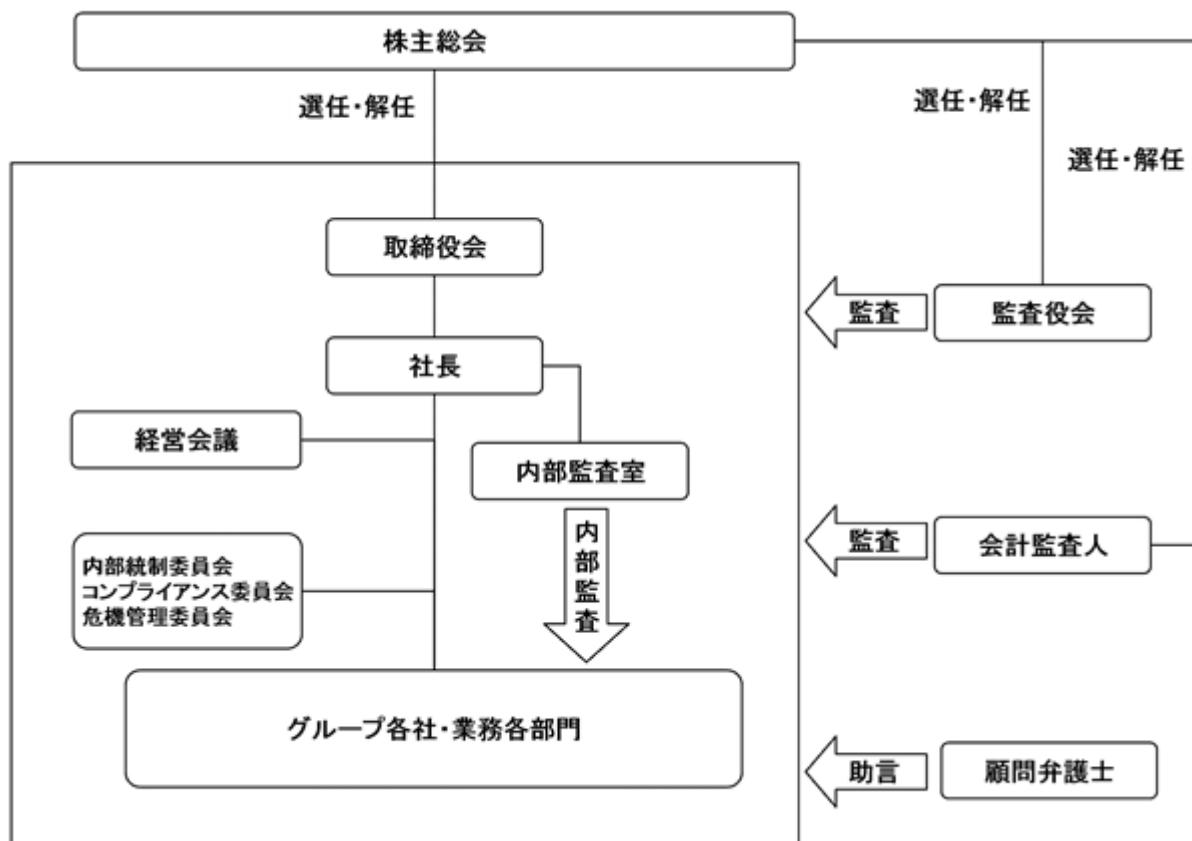 株主総会
選任・解任
選任・解任
選任・解任
取締役会
監査
監査役会
社長
経営会議
内部監査室
内部監査
監査
会計監査人
内部統制委員会
コンプライアンス委員会
危機管理委員会
グループ各社・業務各部門
助言
顧問弁護士